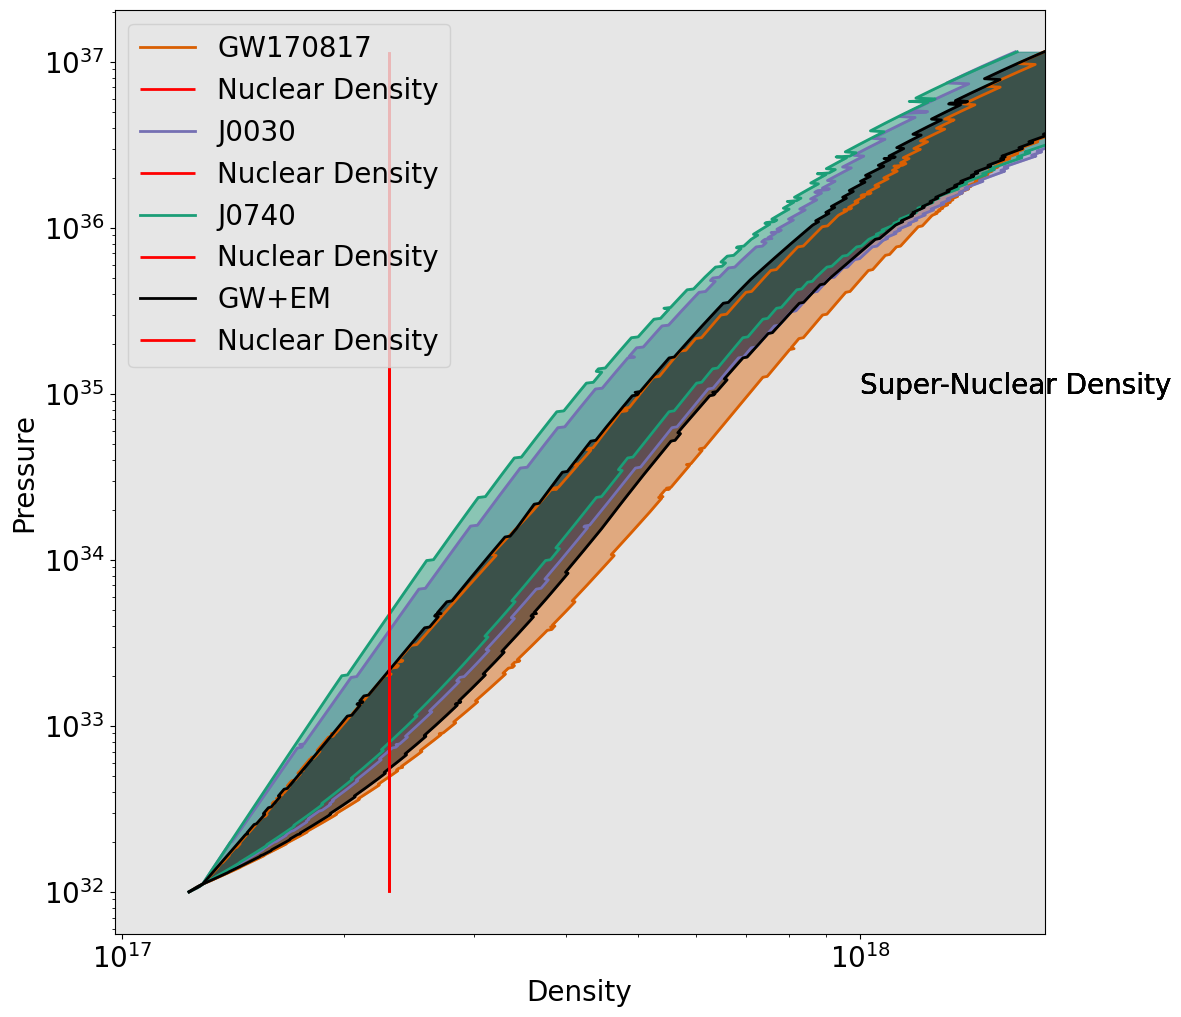 GW170817
Nuclear Density
J0030
Nuclear Density
J0740
Nuclear Density
GW+EM
Nuclear Density
10^37
10^36
10^35
10^34
10^33
10^32
Pressure
Super-Nuclear Density
10^17
10^18
Density